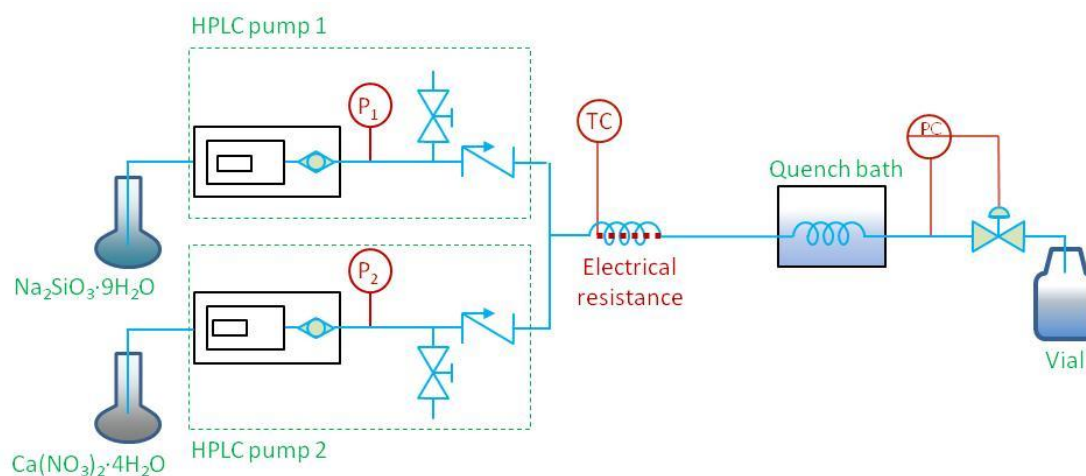 HPLC pump 1
P₁
TC
PC
Quench bath
Na₂SiO₃·9H₂O
P₂
Electrical
resistance
Vial
HPLC pump 2
Ca(NO₃)₂·4H₂O